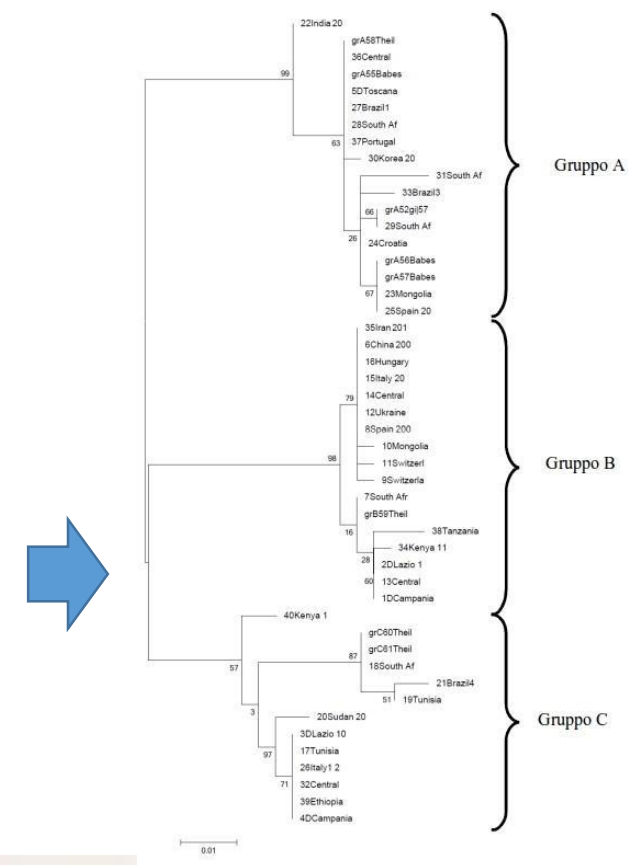 22India 20
grA58Theil
36Central
99
grA55Babes
5DToscana
27Brazil1
28South Af
37Portugal
63
30Korea 20
Gruppo A
31South Af
33Brazil3
66
grA52gi|57
29South Af
26
24Croatia
grA56Babes
grA57Babes
67
23Mongolia
25Spain 20
35Iran 201
6China 200
16Hungary
15Italy 20
79
14Central
12Ukraine
8Spain 200
10Mongolia
98
11Switzerl
Gruppo B
9Switzerla
7South Afr
grB59Theil
16
38Tanzania
34Kenya 11
28
2DLazio 1
60
13Central
1DCampania
40Kenya 1
grC60Theil
87
grC61Theil
57
18South Af
21Brazil4
51
19Tunisia
3
20Sudan 20
Gruppo C
3DLazio 10
97
17Tunisia
26Italy1 2
71
32Central
39Ethiopia
4DCampania
0.01